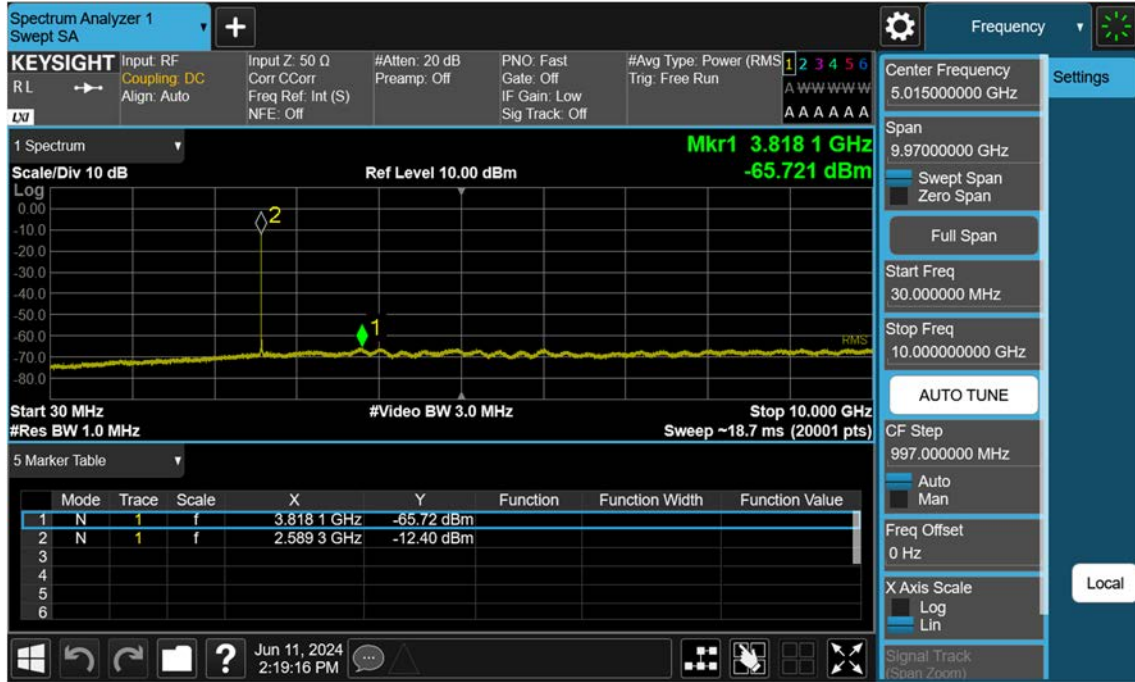 Spectrum Analyzer 1
Swept SA
Frequency
KEYSIGHT
RL
LXI
Input: RF
Coupling: DC
Align: Auto
Input Z: 50 Ω
Corr CCorr
Freq Ref: Int (S)
NFE: Off
#Atten: 20 dB
Preamp: Off
PNO: Fast
Gate: Off
IF Gain: Low
Sig Track: Off
#Avg Type: Power (RMS
Trig: Free Run
1 2 3 4 5 6
A W W W W W
A A A A A A
1 Spectrum
Mkr1 3.818 1 GHz
Scale/Div 10 dB
Ref Level 10.00 dBm
-65.721 dBm
Log
0.00
-10.0
-20.0
-30.0
-40.0
-50.0
-60.0
-70.0
-80.0
2
1
RMS
Start 30 MHz
#Video BW 3.0 MHz
Stop 10.000 GHz
#Res BW 1.0 MHz
Sweep ~18.7 ms (20001 pts)
5 Marker Table
Mode Trace Scale X Y Function Function Width Function Value
1 N 1 f 3.818 1 GHz -65.72 dBm
2 N 1 f 2.589 3 GHz -12.40 dBm
3
4
5
6
?
Jun 11, 2024
2:19:16 PM
Center Frequency
5.015000000 GHz
Span
9.97000000 GHz
Swept Span
Zero Span
Full Span
Start Freq
30.000000 MHz
Stop Freq
10.000000000 GHz
AUTO TUNE
CF Step
997.000000 MHz
Auto
Man
Freq Offset
0 Hz
X Axis Scale
Log
Lin
Signal Track
(Span Zoom)
Settings
Local